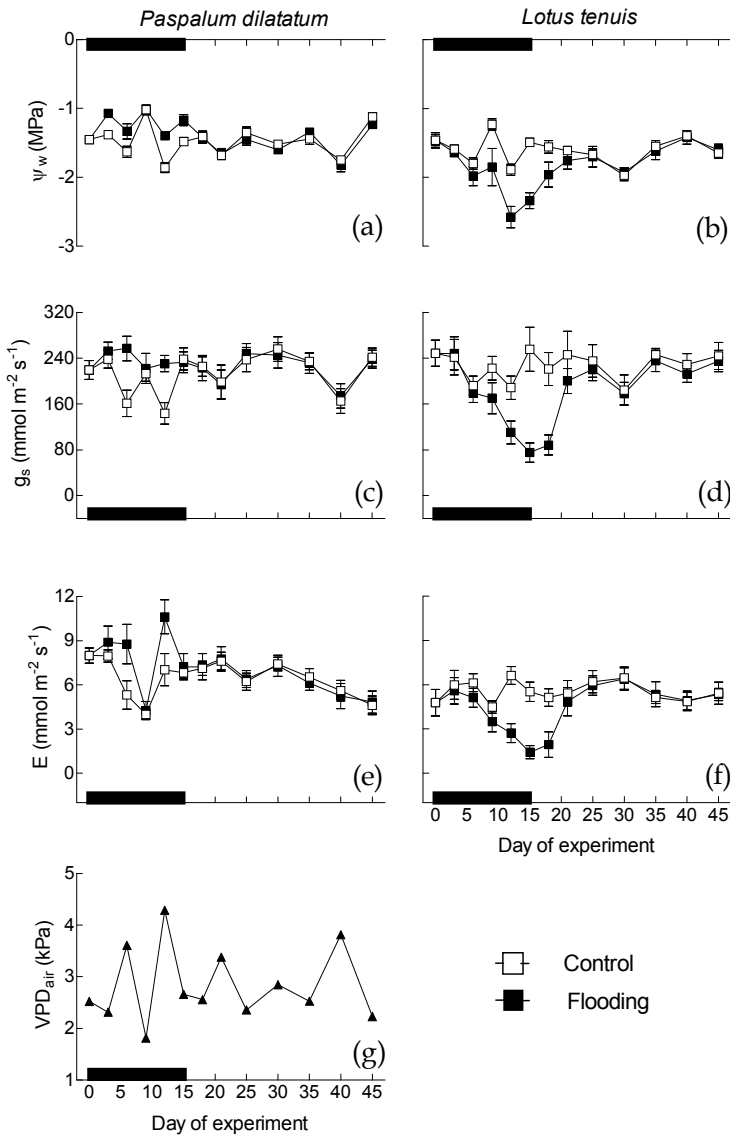 Paspalum dilatatum
Lotus tenuis
0
-1
-2
-3
ψw (MPa)
(a)
(b)
320
240
160
80
0
gs (mmol m-2 s-1)
(c)
(d)
12
9
6
3
0
E (mmol m-2 s-1)
(e)
(f)
0 5 10 15 20 25 30 35 40 45
Day of experiment
5
4
3
2
1
VPDair (kPa)
(g)
0 5 10 15 20 25 30 35 40 45
Day of experiment
Control
Flooding